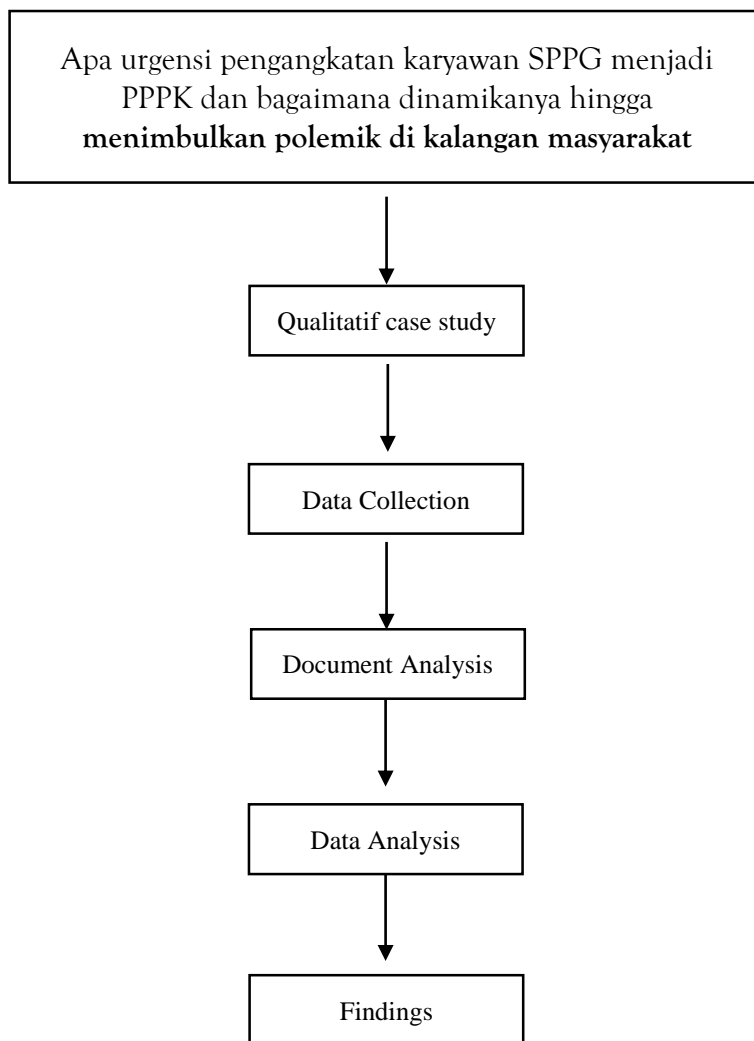 Apa urgensi pengangkatan karyawan SPPG menjadi
PPPK dan bagaimana dinamikanya hingga
menimbulkan polemik di kalangan masyarakat
Qualitatif case study
Data Collection
Document Analysis
Data Analysis
Findings